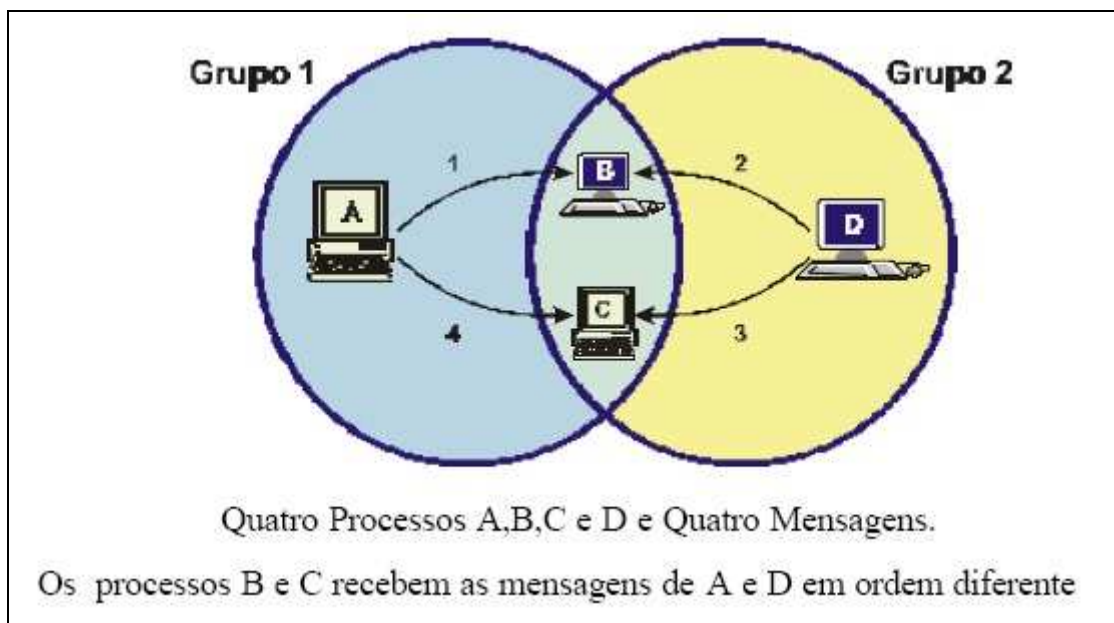 Grupo 1
Grupo 2
1
2
B
A
D
C
4
3
Quatro Processos A,B,C e D e Quatro Mensagens.
Os processos B e C recebem as mensagens de A e D em ordem diferente